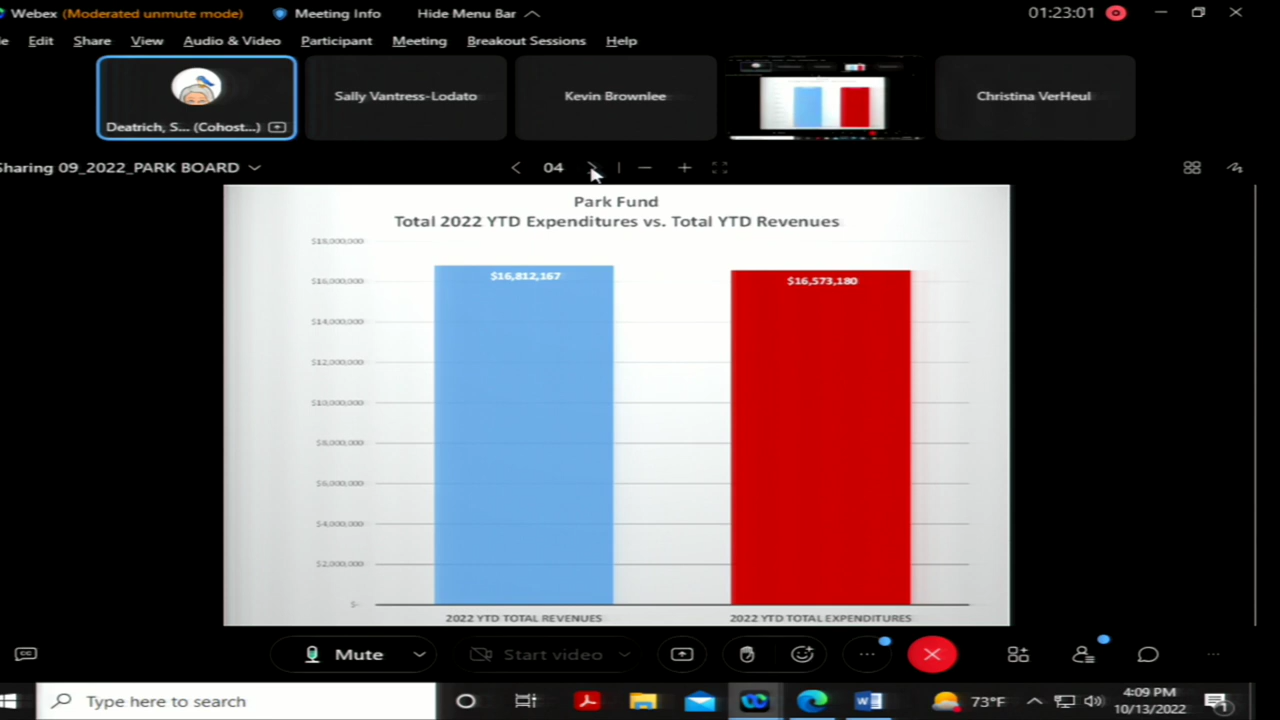 Webex (Moderated unmute mode) Meeting Info Hide Menu Bar 01:23:01
Edit Share View Audio & Video Participant Meeting Breakout Sessions Help
Deatrich, S... (Cohost...)
Sally Vantress-Lodato
Kevin Brownlee
Christina VerHeul
Sharing 09_2022_PARK BOARD
04
Park Fund
Total 2022 YTD Expenditures vs. Total YTD Revenues
$18,000,000
$16,000,000
$14,000,000
$12,000,000
$10,000,000
$8,000,000
$6,000,000
$4,000,000
$2,000,000
$-
$16,812,167
$16,573,180
2022 YTD TOTAL REVENUES
2022 YTD TOTAL EXPENDITURES
CC
Mute
Start video
Type here to search
73°F
4:09 PM
10/13/2022
1